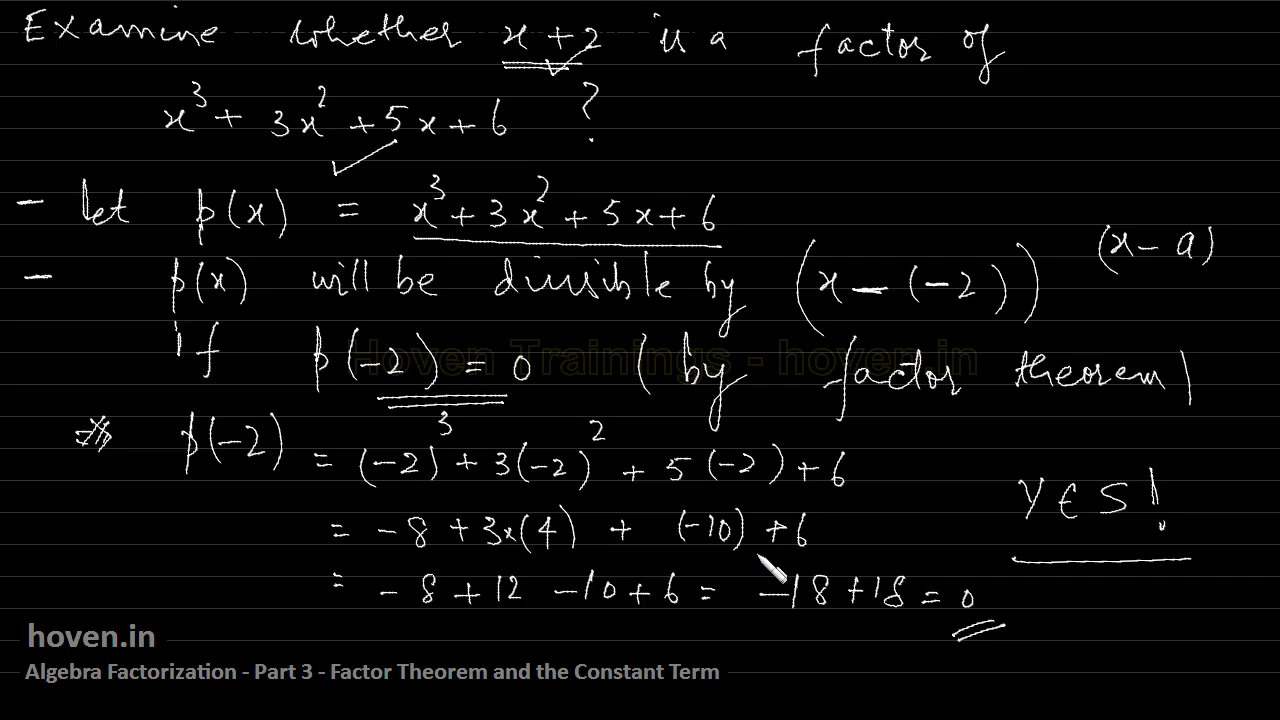 Examine whether x + 2 is a factor of
x³ + 3x² + 5x + 6 ?
- let p(x) = x³ + 3x² + 5x + 6
(x - a)
- p(x) will be divisible by (x - (-2))
if p(-2) = 0 (by factor theorem)
Hoven Trainings - hoven.in
p(-2) = (-2)³ + 3(-2)² + 5(-2) + 6
= -8 + 3×(4) + (-10) + 6
YES!
= -8 + 12 - 10 + 6 = -18 + 18 = 0
hoven.in
Algebra Factorization - Part 3 - Factor Theorem and the Constant Term